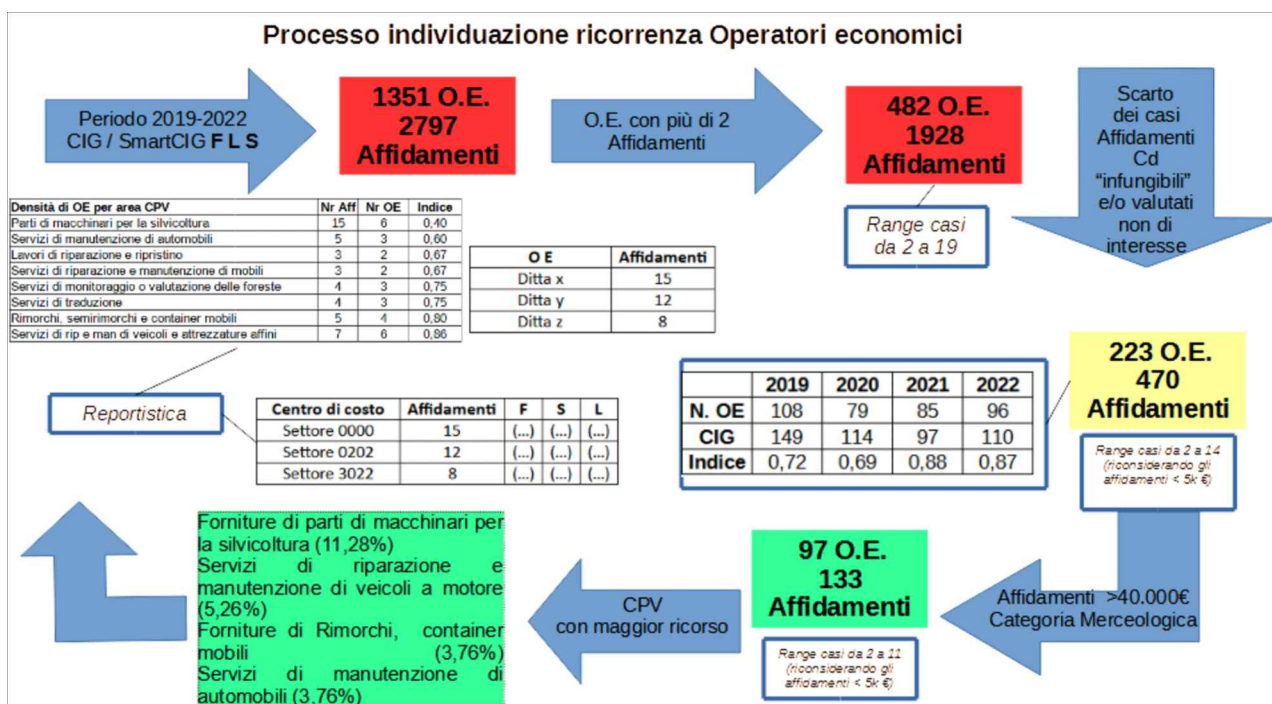 Processo individuazione ricorrenza Operatori economici
Periodo 2019-2022
CIG / SmartCIG F L S
1351 O.E.
2797
Affidamenti
O.E. con più di 2
Affidamenti
482 O.E.
1928
Affidamenti
Range casi
da 2 a 19
Scarto
dei casi
Affidamenti
Cd
“infungibili”
e/o valutati
non di
interesse
Densità di OE per area CPV Nr Aff Nr OE Indice
Parti di macchinari per la silvicoltura 15 6 0,40
Servizi di manutenzione di automobili 5 3 0,60
Lavori di riparazione e ripristino 3 2 0,67
Servizi di riparazione e manutenzione di mobili 3 2 0,67
Servizi di monitoraggio o valutazione delle foreste 4 3 0,75
Servizi di traduzione 4 3 0,75
Rimorchi, semirimorchi e container mobili 5 4 0,80
Servizi di rip e man di veicoli e attrezzature affini 7 6 0,86
O E Affidamenti
Ditta x 15
Ditta y 12
Ditta z 8
Reportistica
Centro di costo Affidamenti F S L
Settore 0000 15 (...) (...) (...)
Settore 0202 12 (...) (...) (...)
Settore 3022 8 (...) (...) (...)
2019 2020 2021 2022
N. OE 108 79 85 96
CIG 149 114 97 110
Indice 0,72 0,69 0,88 0,87
223 O.E.
470
Affidamenti
Range casi da 2 a 14
(riconsiderando gli
affidamenti < 5k €)
Affidamenti >40.000€
Categoria Merceologica
97 O.E.
133
Affidamenti
Range casi da 2 a 11
(riconsiderando gli
affidamenti < 5k €)
CPV
con maggior ricorso
Forniture di parti di macchinari per
la silvicoltura (11,28%)
Servizi di riparazione e
manutenzione di veicoli a motore
(5,26%)
Forniture di Rimorchi, container
mobili (3,76%)
Servizi di manutenzione di
automobili (3,76%)